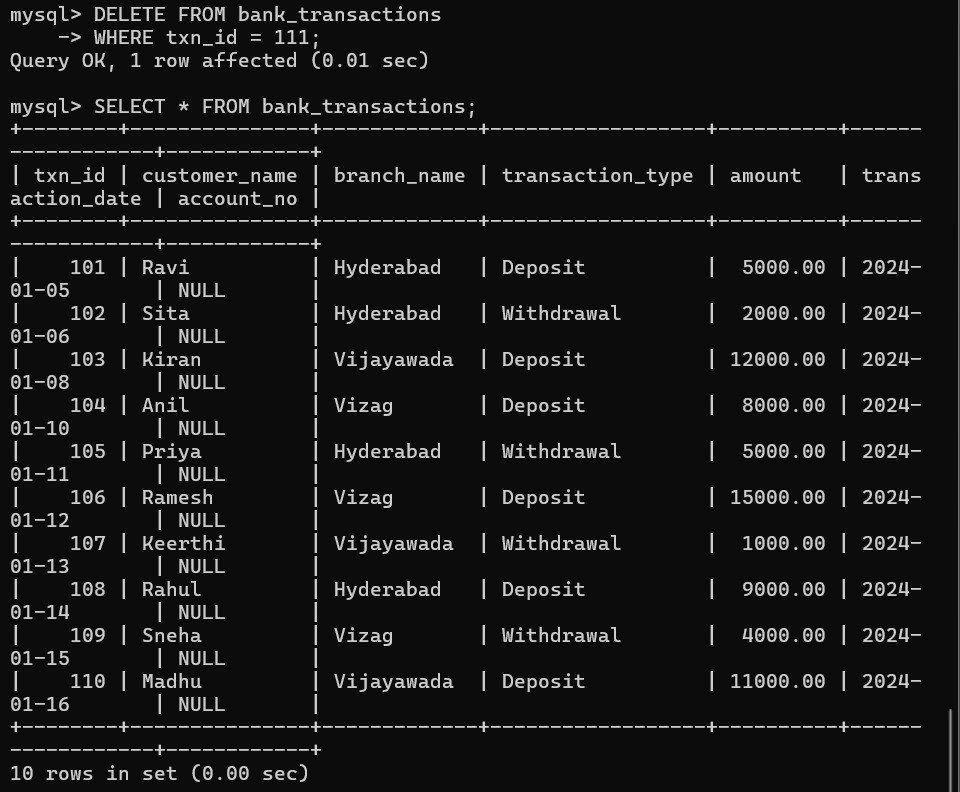 mysql> DELETE FROM bank_transactions
    -> WHERE txn_id = 111;
Query OK, 1 row affected (0.01 sec)

mysql> SELECT * FROM bank_transactions;
+--------+---------------+-------------+------------------+----------+------
------------+------------+
| txn_id | customer_name | branch_name | transaction_type | amount   | trans
action_date | account_no |
+--------+---------------+-------------+------------------+----------+------
------------+------------+
|    101 | Ravi          | Hyderabad   | Deposit          |  5000.00 | 2024-
01-05       | NULL       |
|    102 | Sita          | Hyderabad   | Withdrawal       |  2000.00 | 2024-
01-06       | NULL       |
|    103 | Kiran         | Vijayawada  | Deposit          | 12000.00 | 2024-
01-08       | NULL       |
|    104 | Anil          | Vizag       | Deposit          |  8000.00 | 2024-
01-10       | NULL       |
|    105 | Priya         | Hyderabad   | Withdrawal       |  5000.00 | 2024-
01-11       | NULL       |
|    106 | Ramesh        | Vizag       | Deposit          | 15000.00 | 2024-
01-12       | NULL       |
|    107 | Keerthi       | Vijayawada  | Withdrawal       |  1000.00 | 2024-
01-13       | NULL       |
|    108 | Rahul         | Hyderabad   | Deposit          |  9000.00 | 2024-
01-14       | NULL       |
|    109 | Sneha         | Vizag       | Withdrawal       |  4000.00 | 2024-
01-15       | NULL       |
|    110 | Madhu         | Vijayawada  | Deposit          | 11000.00 | 2024-
01-16       | NULL       |
+--------+---------------+-------------+------------------+----------+------
------------+------------+
10 rows in set (0.00 sec)